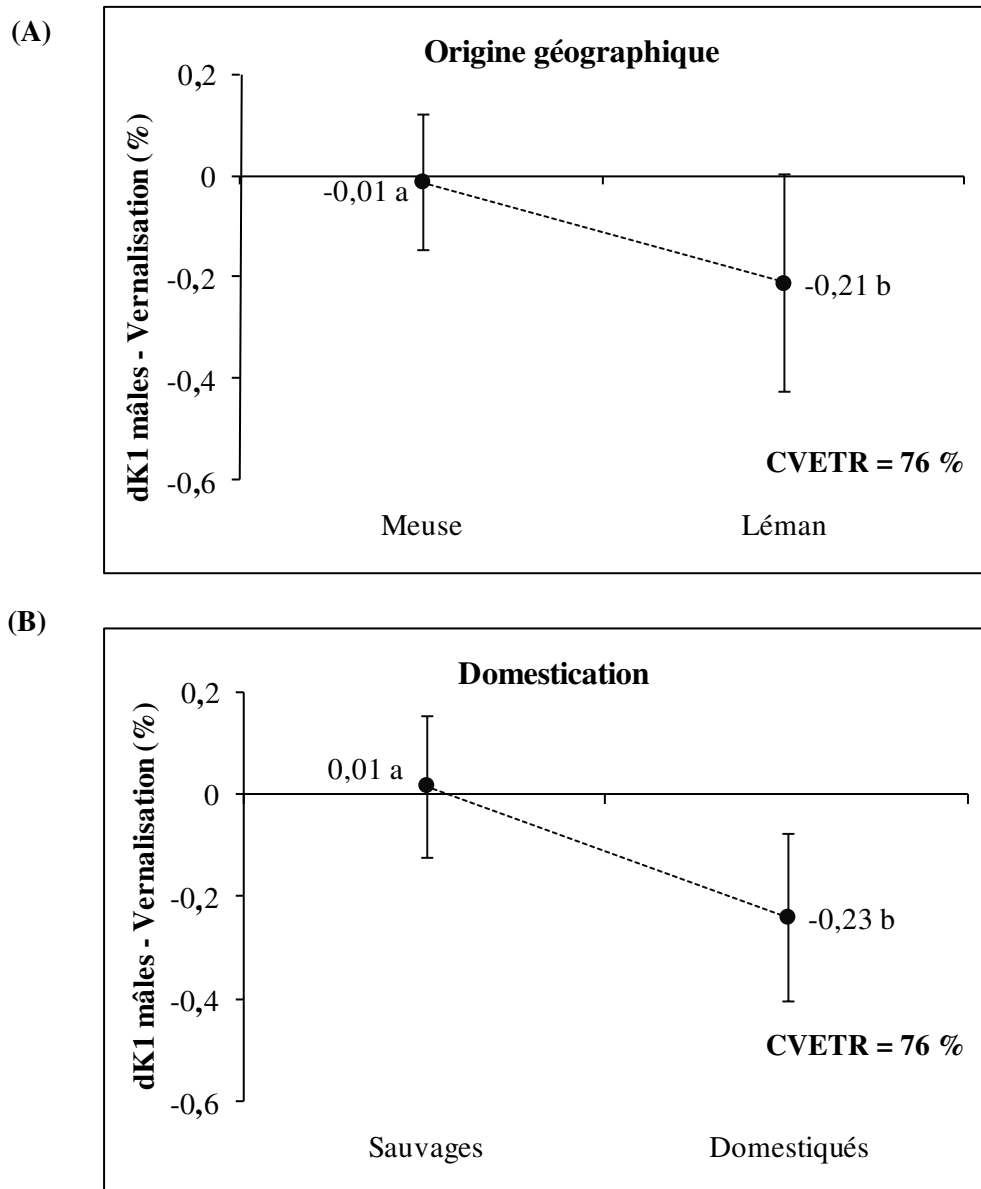 (A)
Origine géographique
dK1 mâles - Vernalisation (%)
0,2
0
-0,2
-0,4
-0,6
-0,01 a
-0,21 b
CVETR = 76 %
Meuse
Léman
(B)
Domestication
dK1 mâles - Vernalisation (%)
0,2
0
-0,2
-0,4
-0,6
0,01 a
-0,23 b
CVETR = 76 %
Sauvages
Domestiqués